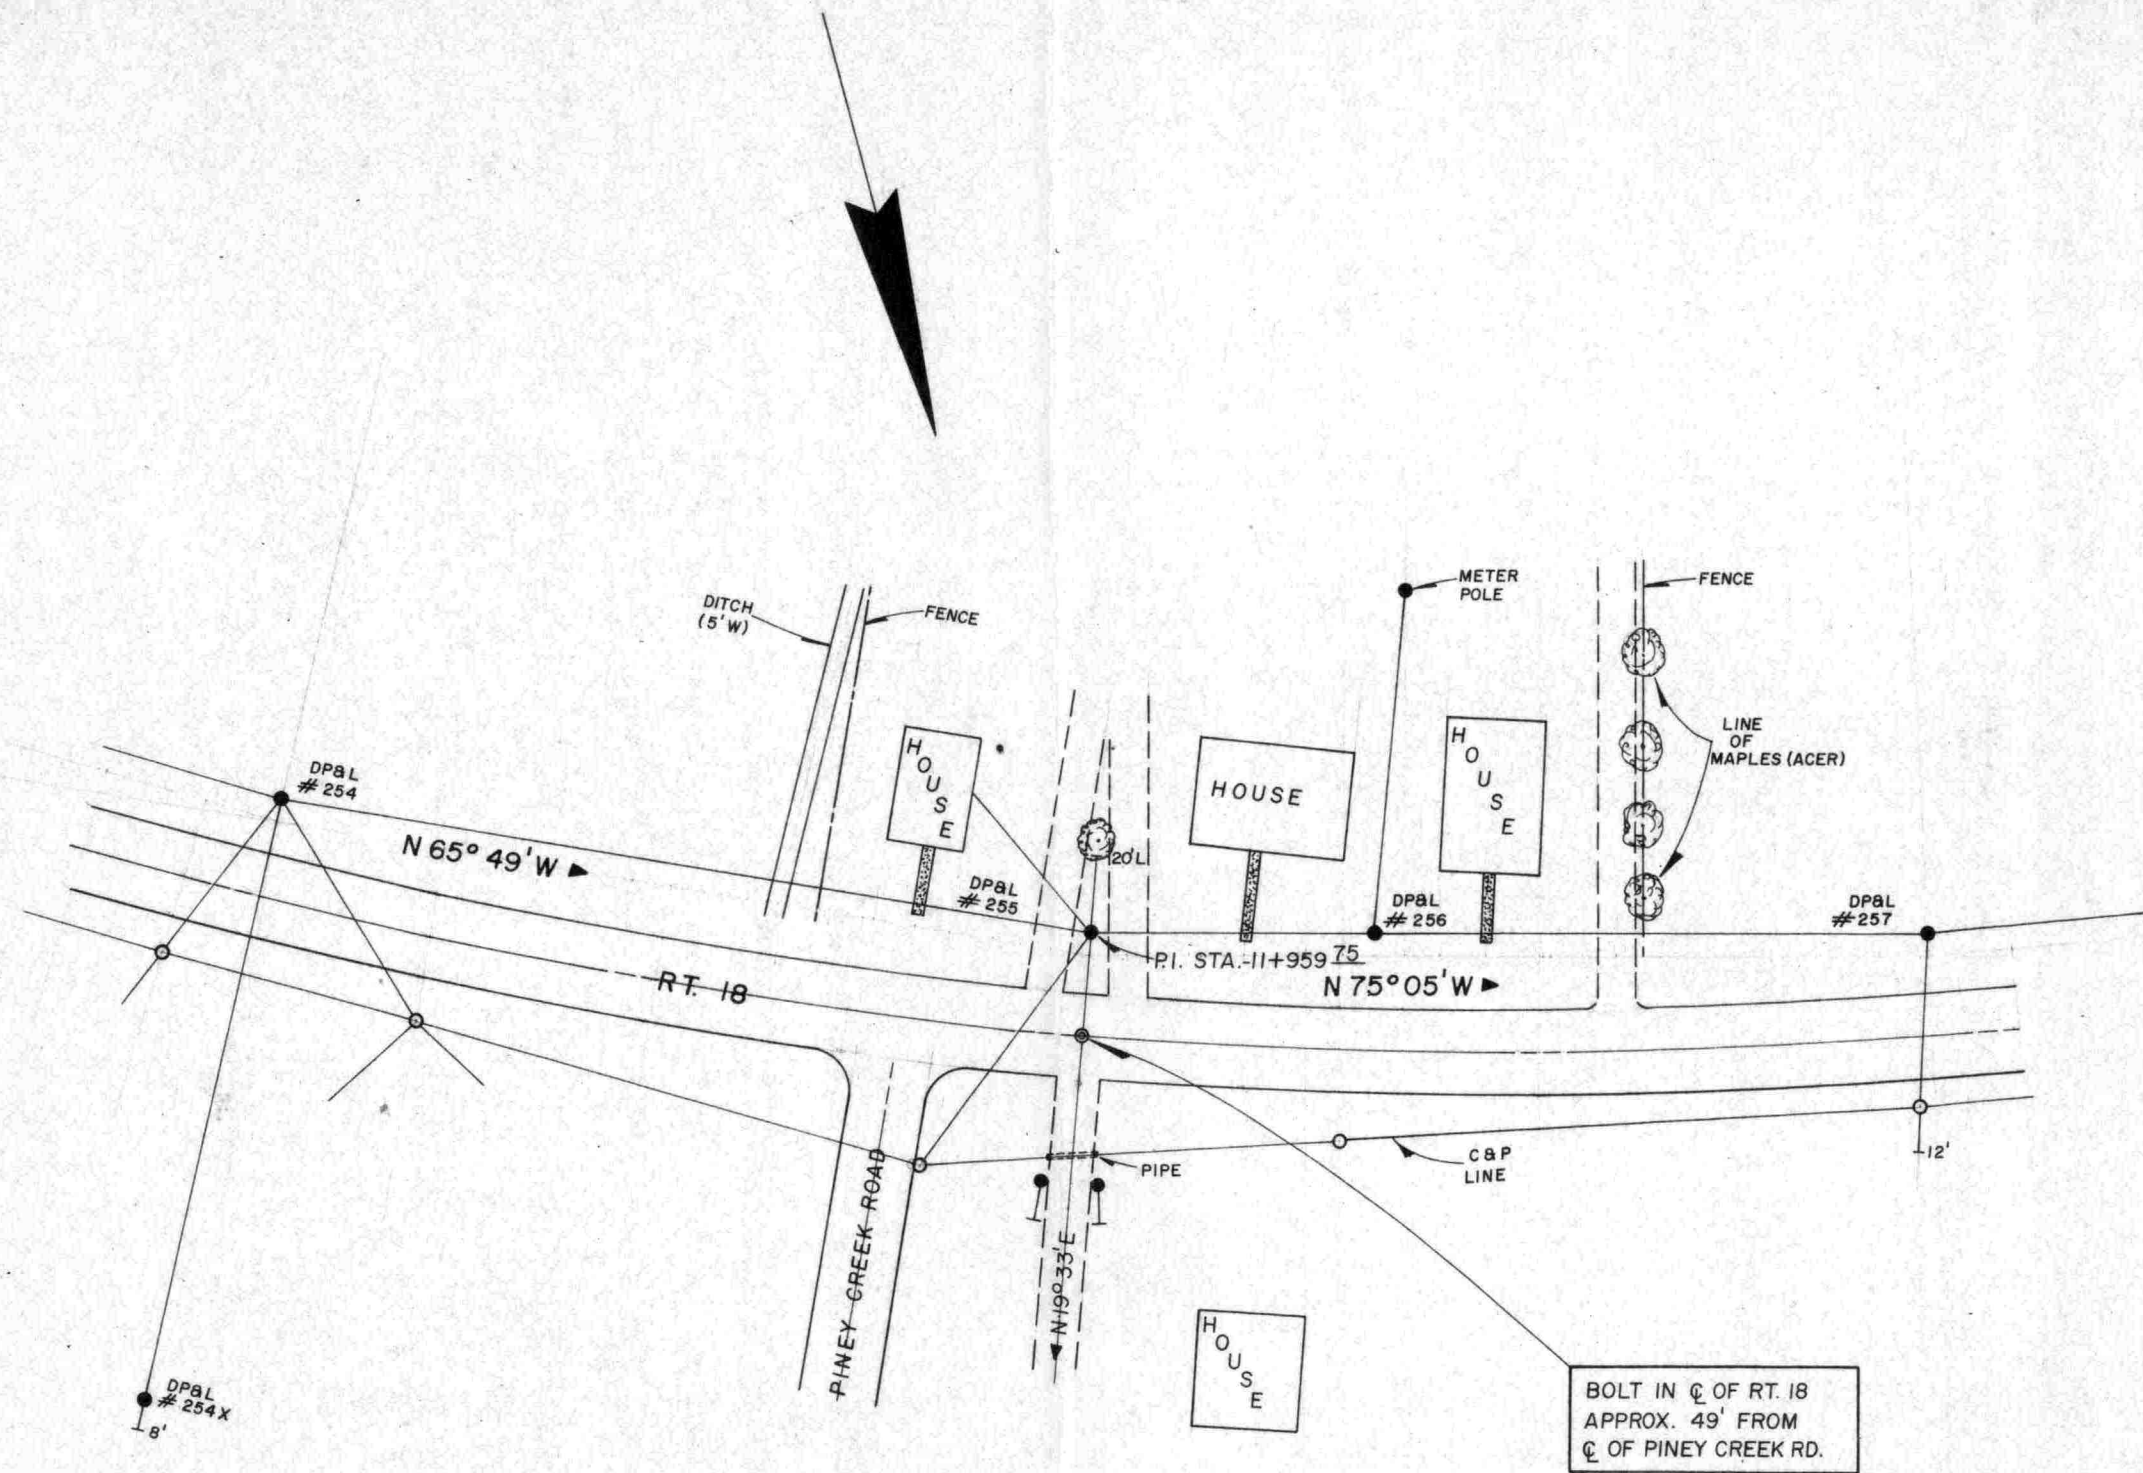 METER
POLE
FENCE
DITCH
(5'W)
FENCE
LINE
OF
MAPLES (ACER)
HOUSE
HOUSE
HOUSE
DP&L
# 254
N 65° 49' W ►
20'L
DP&L
# 255
DP&L
# 256
DP&L
# 257
P.I. STA.-11+959 75
N 75° 05' W ►
RT. 18
PINEY CREEK ROAD
PIPE
C&P
LINE
12'
N 19° 33' E
HOUSE
DP&L
# 254X
8'
BOLT IN ℄ OF RT. 18
APPROX. 49' FROM
℄ OF PINEY CREEK RD.